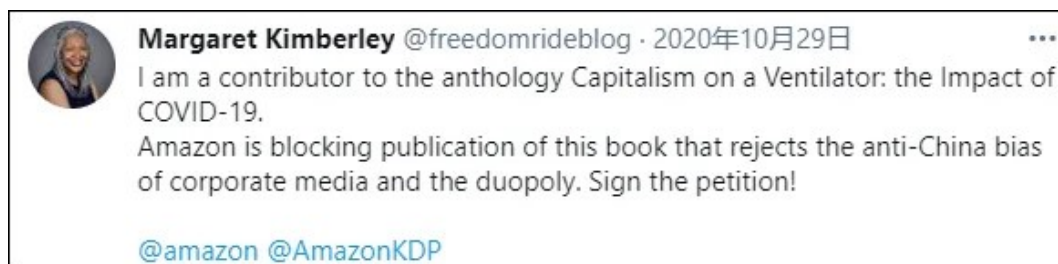 Margaret Kimberley @freedomrideblog · 2020年10月29日
I am a contributor to the anthology Capitalism on a Ventilator: the Impact of
COVID-19.
Amazon is blocking publication of this book that rejects the anti-China bias
of corporate media and the duopoly. Sign the petition!
@amazon @AmazonKDP